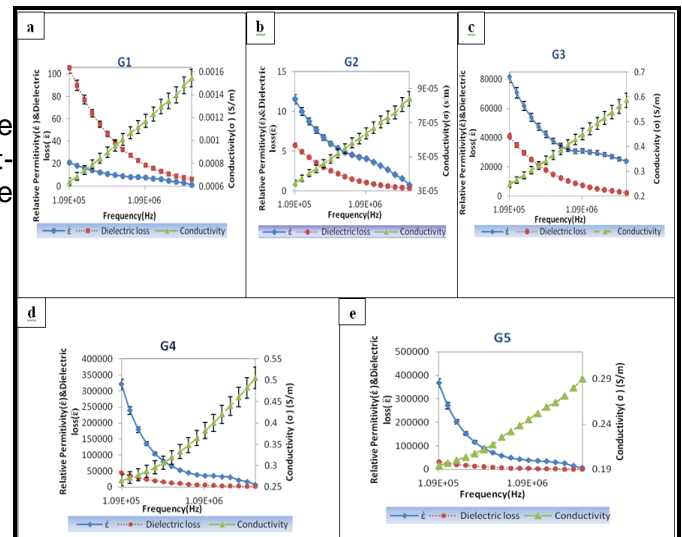 a
G1
Relative Permitivity(ἐ )&Dielectric
loss(ε̈)
100
80
60
40
20
0
0.0016
0.0015
0.0013
0.0012
0.001
0.0009
0.0008
0.0006
Conductivity(σ ) (S/m)
1.09E+05
1.09E+06
Frequency(Hz)
ἐ
Dielectric loss
Conductivity
b
G2
Relative Permitivity(ἐ)&Dielectric
loss(ε̈)
15
10
5
0
9E-05
7E-05
5E-05
3E-05
Conductivity(σ) (s m)
1.09E+05
1.09E+06
Frequency(Hz)
ἐ
Dielectric loss
Conductivity
c
G3
Relative Permitivity(ἐ )&Dielectric
loss(ε̈)
80000
60000
40000
20000
0
0.7
0.6
0.5
0.4
0.3
0.2
Conductivity (σ) (S/m)
1.09E+05
1.09E+06
Frequency(Hz)
ἐ
Dielectric loss
Conductivity
d
G4
Relative Permitivity(ἐ )&Dielectric
loss(ε̈)
400000
350000
300000
250000
200000
150000
100000
50000
0
0.55
0.5
0.45
0.4
0.35
0.3
0.25
Conductivity (σ ) (S/m)
1.09E+05
1.09E+06
Frequency(Hz)
ἐ
Dielectric loss
Conductivity
e
G5
Relative Permitivity(ἐ )&Dielectric
loss(ε̈)
500000
400000
300000
200000
100000
0
0.29
0.24
0.19
Conductivity( σ ) (S/m)
1.09E+05
1.09E+06
Frequency(Hz)
ἐ
Dielectric loss
Conductivity